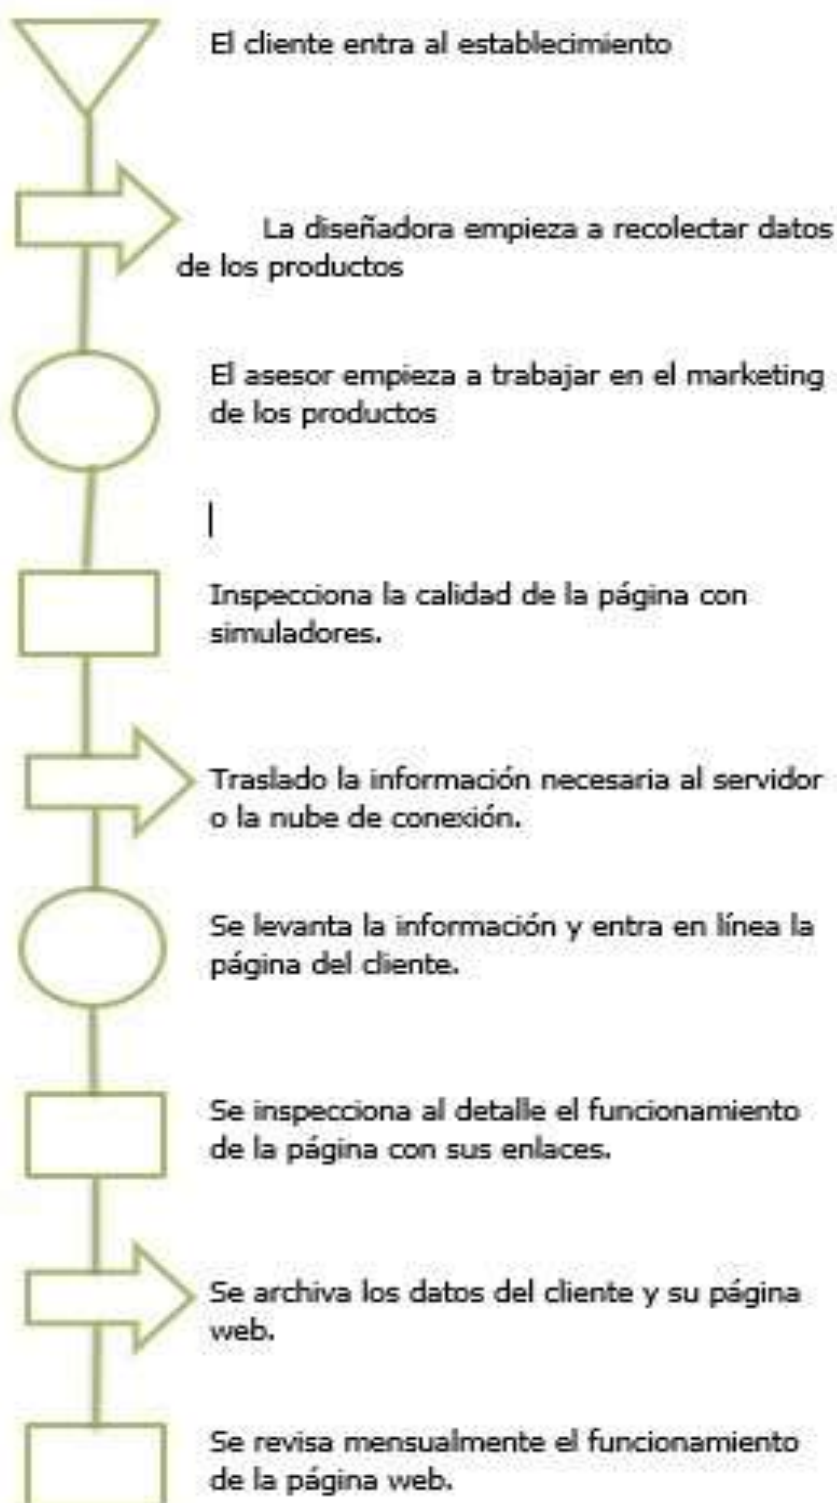 El cliente entra al establecimiento
La diseñadora empieza a recolectar datos
de los productos
El asesor empieza a trabajar en el marketing
de los productos
Inspecciona la calidad de la página con
simuladores.
Traslado la información necesaria al servidor
o la nube de conexión.
Se levanta la información y entra en línea la
página del cliente.
Se inspecciona al detalle el funcionamiento
de la página con sus enlaces.
Se archiva los datos del cliente y su página
web.
Se revisa mensualmente el funcionamiento
de la página web.